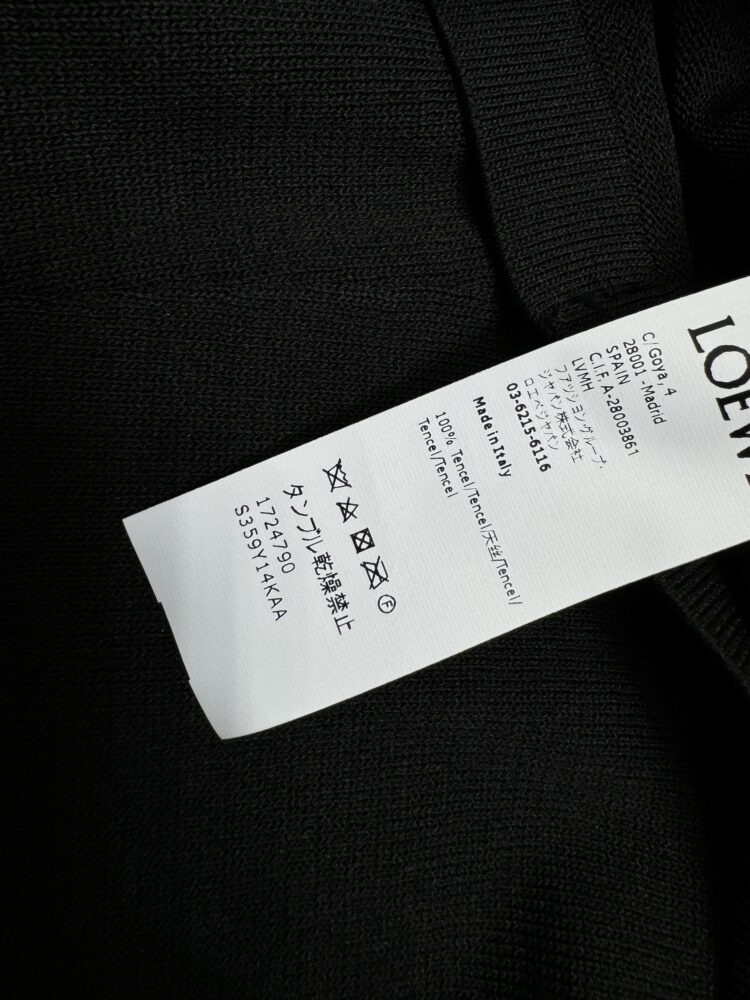 LOEW
C/Goya, 4
28001 - Madrid
SPAIN
C.I.F. A-28003861
LVMH
ファッショングループ・
ジャパン株式会社
ロエベジャパン
03-6215-6116
Made in Italy
100% Tencel/Tencel/天丝/Tencel/
Tencel/Tencel
F
タンブル乾燥禁止
1724790
S359Y14KAA